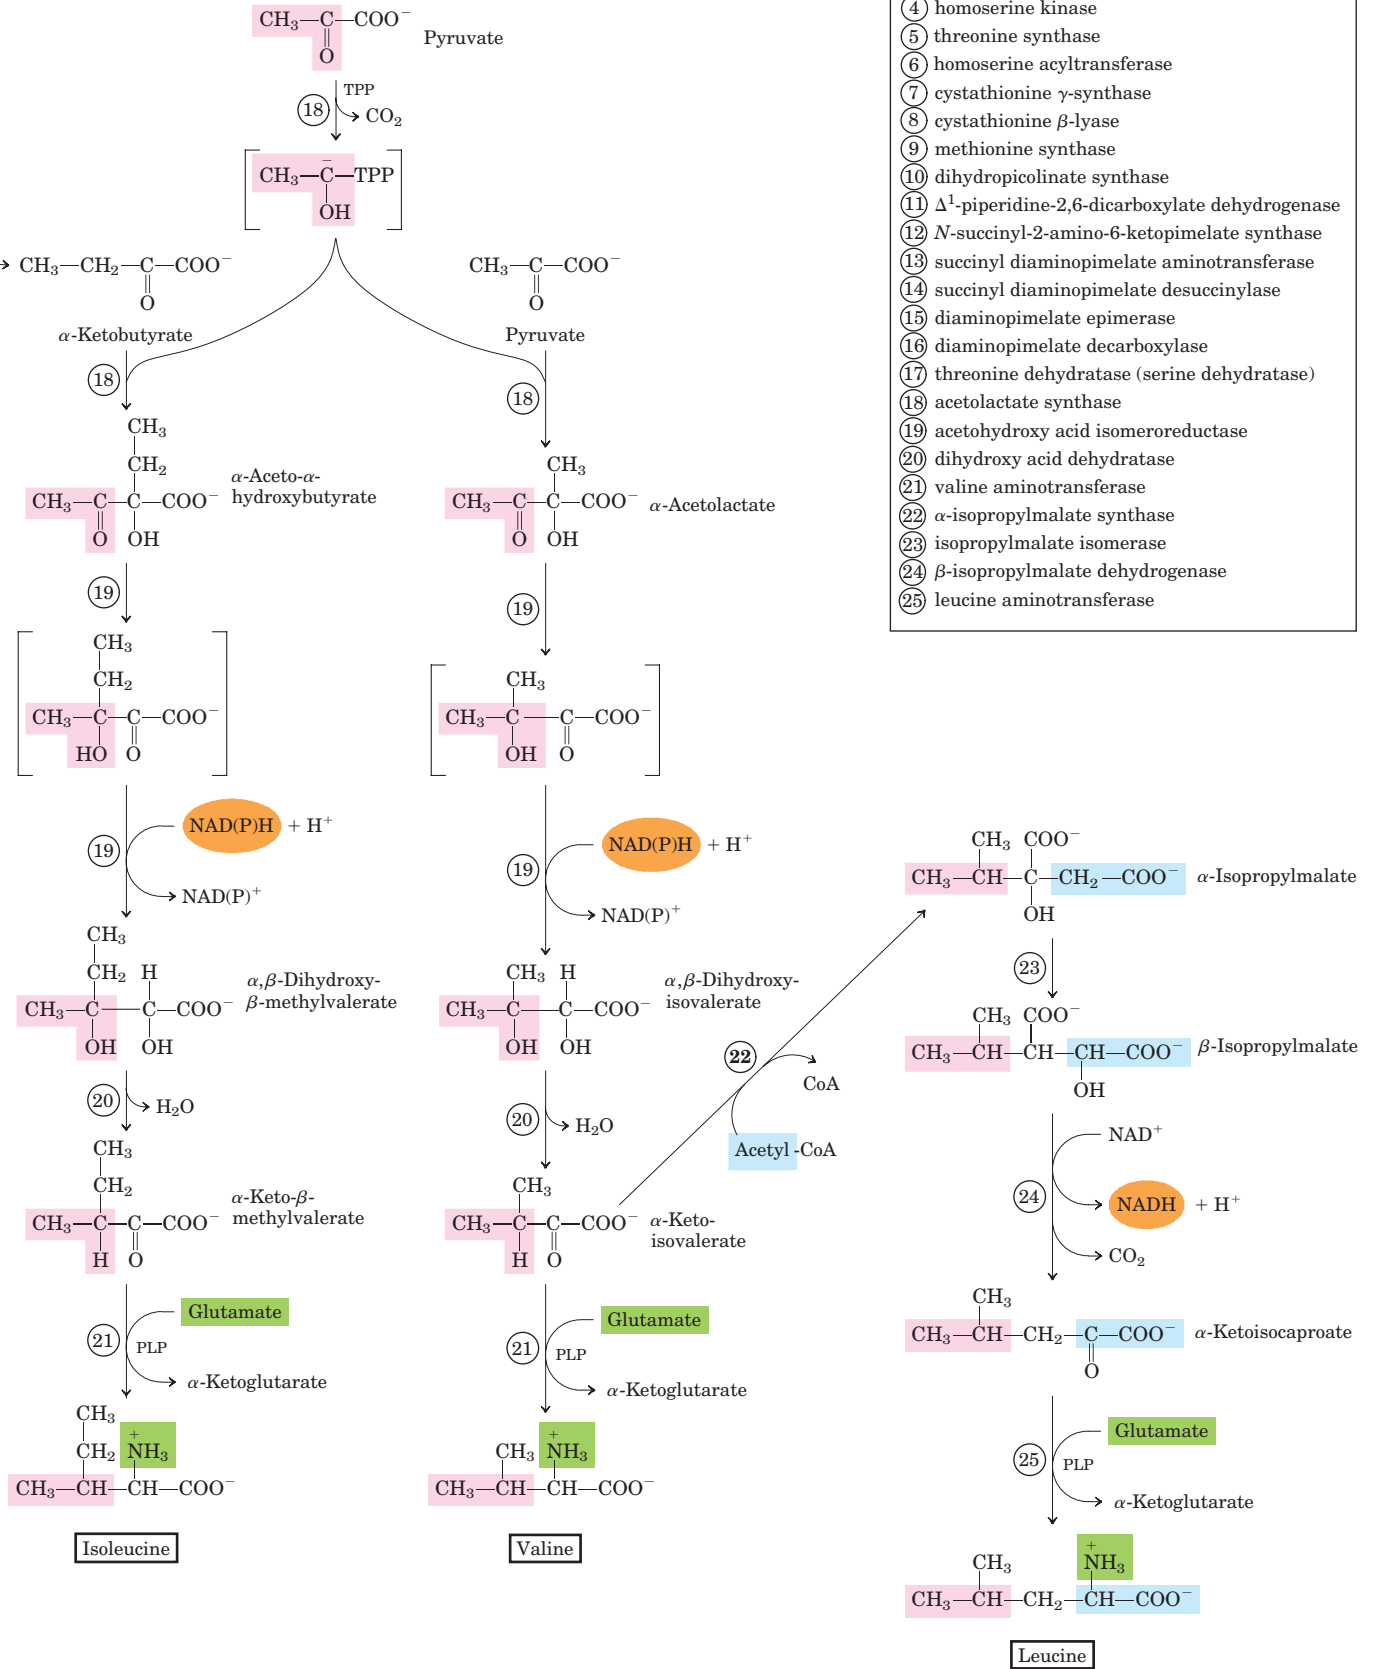 CH₃—C—COO⁻
O
Pyruvate
TPP
18
CO₂
CH₃—C̄—TPP
OH
CH₃—CH₂—C—COO⁻
O
α-Ketobutyrate
CH₃—C—COO⁻
O
Pyruvate
18
18
CH₃
CH₂
CH₃—C—C—COO⁻
O OH
α-Aceto-α-
hydroxybutyrate
CH₃
CH₃—C—C—COO⁻
O OH
α-Acetolactate
19
19
CH₃
CH₂
CH₃—C—C—COO⁻
HO O
CH₃
CH₃—C—C—COO⁻
OH O
19
NAD(P)H + H⁺
NAD(P)⁺
19
NAD(P)H + H⁺
NAD(P)⁺
CH₃
CH₂ H
CH₃—C—C—COO⁻
OH OH
α,β-Dihydroxy-
β-methylvalerate
CH₃ H
CH₃—C—C—COO⁻
OH OH
α,β-Dihydroxy-
isovalerate
20
H₂O
20
H₂O
CH₃
CH₂
CH₃—C—C—COO⁻
H O
α-Keto-β-
methylvalerate
CH₃
CH₃—C—C—COO⁻
H O
α-Keto-
isovalerate
21
Glutamate
PLP
α-Ketoglutarate
21
Glutamate
PLP
α-Ketoglutarate
CH₃
+
CH₂ NH₃
CH₃—CH—CH—COO⁻
Isoleucine
+
CH₃ NH₃
CH₃—CH—CH—COO⁻
Valine
22
CoA
Acetyl-CoA
4 homoserine kinase
5 threonine synthase
6 homoserine acyltransferase
7 cystathionine γ-synthase
8 cystathionine β-lyase
9 methionine synthase
10 dihydropicolinate synthase
11 Δ¹-piperidine-2,6-dicarboxylate dehydrogenase
12 N-succinyl-2-amino-6-ketopimelate synthase
13 succinyl diaminopimelate aminotransferase
14 succinyl diaminopimelate desuccinylase
15 diaminopimelate epimerase
16 diaminopimelate decarboxylase
17 threonine dehydratase (serine dehydratase)
18 acetolactate synthase
19 acetohydroxy acid isomeroreductase
20 dihydroxy acid dehydratase
21 valine aminotransferase
22 α-isopropylmalate synthase
23 isopropylmalate isomerase
24 β-isopropylmalate dehydrogenase
25 leucine aminotransferase
CH₃ COO⁻
CH₃—CH—C—CH₂—COO⁻
OH
α-Isopropylmalate
23
CH₃ COO⁻
CH₃—CH—CH—CH—COO⁻
OH
β-Isopropylmalate
NAD⁺
24
NADH + H⁺
CO₂
CH₃
CH₃—CH—CH₂—C—COO⁻
O
α-Ketoisocaproate
Glutamate
25
PLP
α-Ketoglutarate
+
CH₃ NH₃
CH₃—CH—CH₂—CH—COO⁻
Leucine